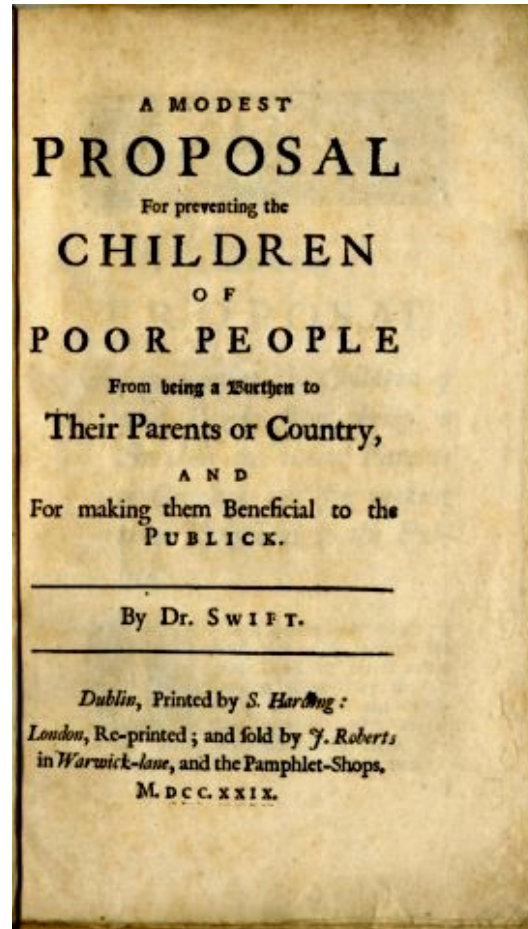 A MODEST
PROPOSAL
For preventing the
CHILDREN
OF
POOR PEOPLE
From being a Burthen to
Their Parents or Country,
AND
For making them Beneficial to the
PUBLICK.
By Dr. SWIFT.
Dublin, Printed by S. Harding:
London, Re-printed; and ſold by J. Roberts
in Warwick-lane, and the Pamphlet-Shops.
M.DCC.XXIX.